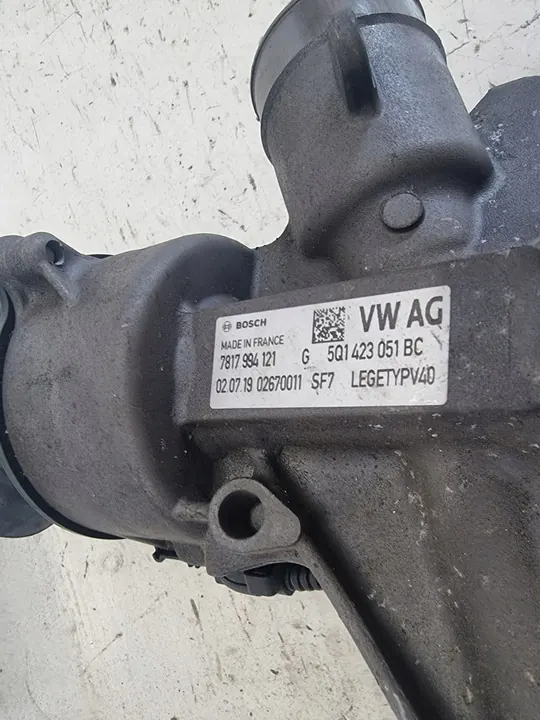 BOSCH
VW AG
MADE IN FRANCE
7817 994 121 G 5Q1 423 051 BC
02.07.19 02670011 SF7 LEGETYPV40